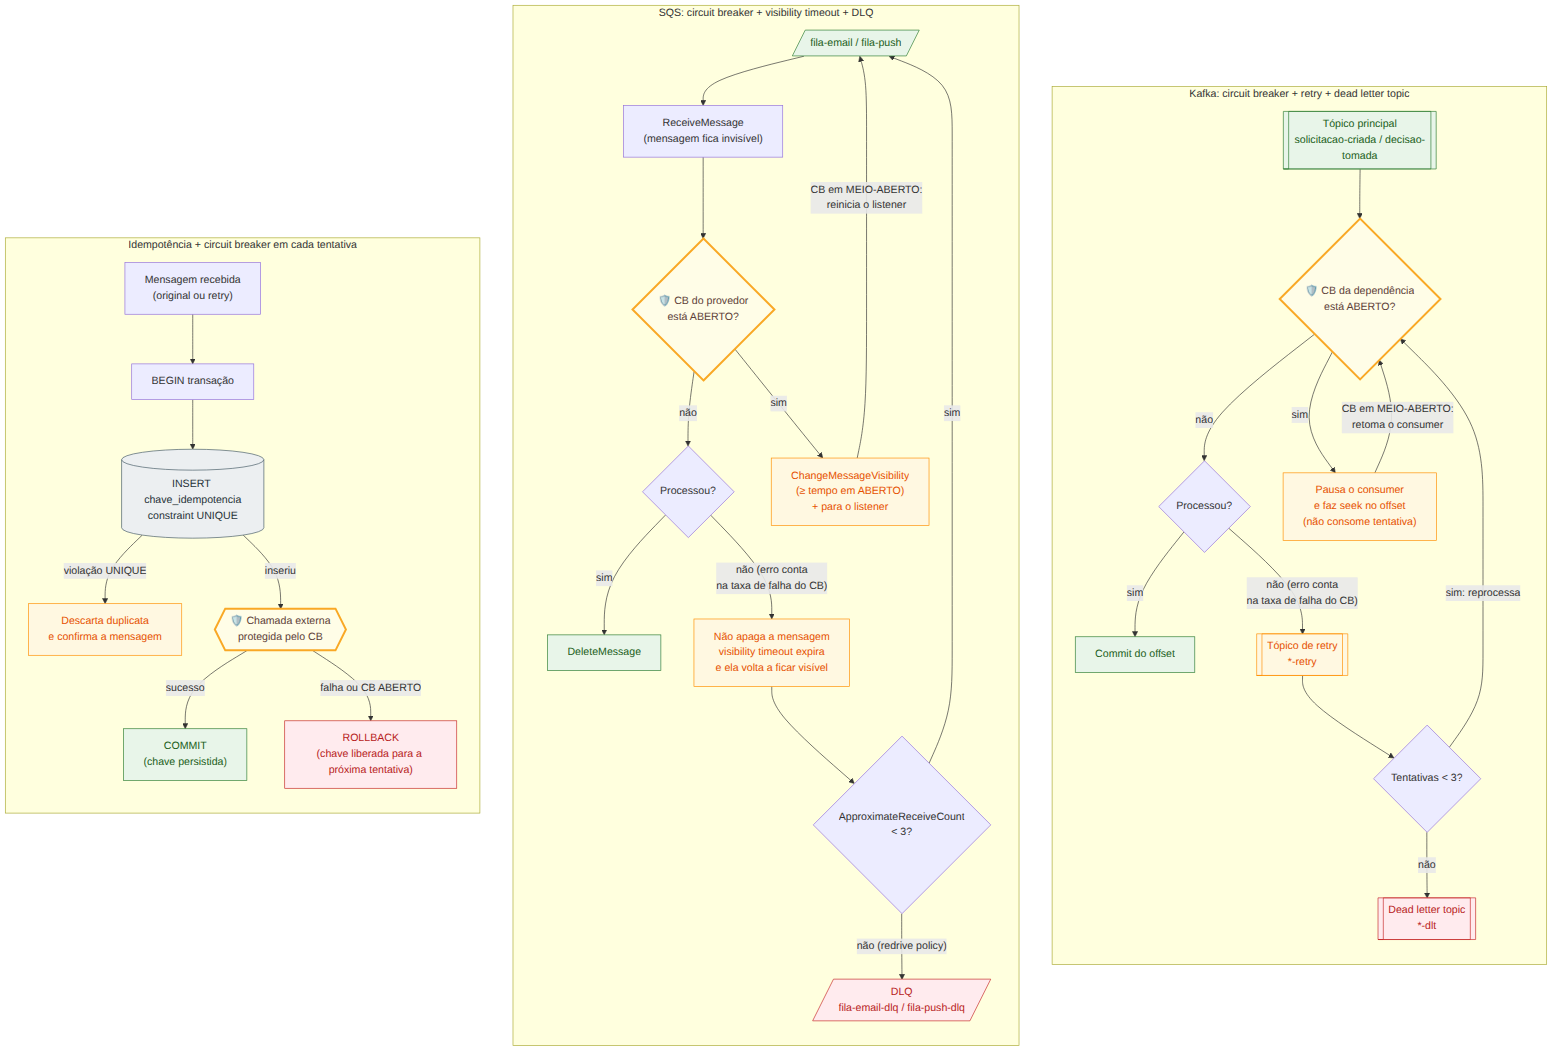 Idempotência + circuit breaker em cada tentativa
Mensagem recebida
(original ou retry)
BEGIN transação
INSERT
chave_idempotencia
constraint UNIQUE
violação UNIQUE
inseriu
Descarta duplicata
e confirma a mensagem
🛡️ Chamada externa
protegida pelo CB
sucesso
falha ou CB ABERTO
COMMIT
(chave persistida)
ROLLBACK
(chave liberada para a
próxima tentativa)
SQS: circuit breaker + visibility timeout + DLQ
fila-email / fila-push
ReceiveMessage
(mensagem fica invisível)
CB em MEIO-ABERTO:
reinicia o listener
🛡️ CB do provedor
está ABERTO?
não
sim
sim
Processou?
ChangeMessageVisibility
(≥ tempo em ABERTO)
+ para o listener
sim
não (erro conta
na taxa de falha do CB)
DeleteMessage
Não apaga a mensagem
visibility timeout expira
e ela volta a ficar visível
ApproximateReceiveCount
< 3?
não (redrive policy)
DLQ
fila-email-dlq / fila-push-dlq
Kafka: circuit breaker + retry + dead letter topic
Tópico principal
solicitacao-criada / decisao-
tomada
🛡️ CB da dependência
está ABERTO?
não
sim
CB em MEIO-ABERTO:
retoma o consumer
Processou?
Pausa o consumer
e faz seek no offset
(não consome tentativa)
sim
não (erro conta
na taxa de falha do CB)
sim: reprocessa
Commit do offset
Tópico de retry
*-retry
Tentativas < 3?
não
Dead letter topic
*-dlt